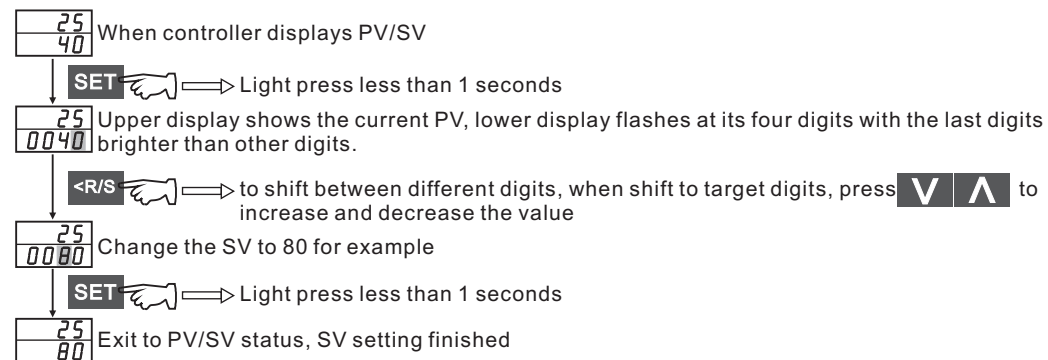 25
40 When controller displays PV/SV
SET Light press less than 1 seconds
25 Upper display shows the current PV, lower display flashes at its four digits with the last digits
0040 brighter than other digits.
<R/S to shift between different digits, when shift to target digits, press V Λ to
increase and decrease the value
25
0080 Change the SV to 80 for example
SET Light press less than 1 seconds
25
80 Exit to PV/SV status, SV setting finished